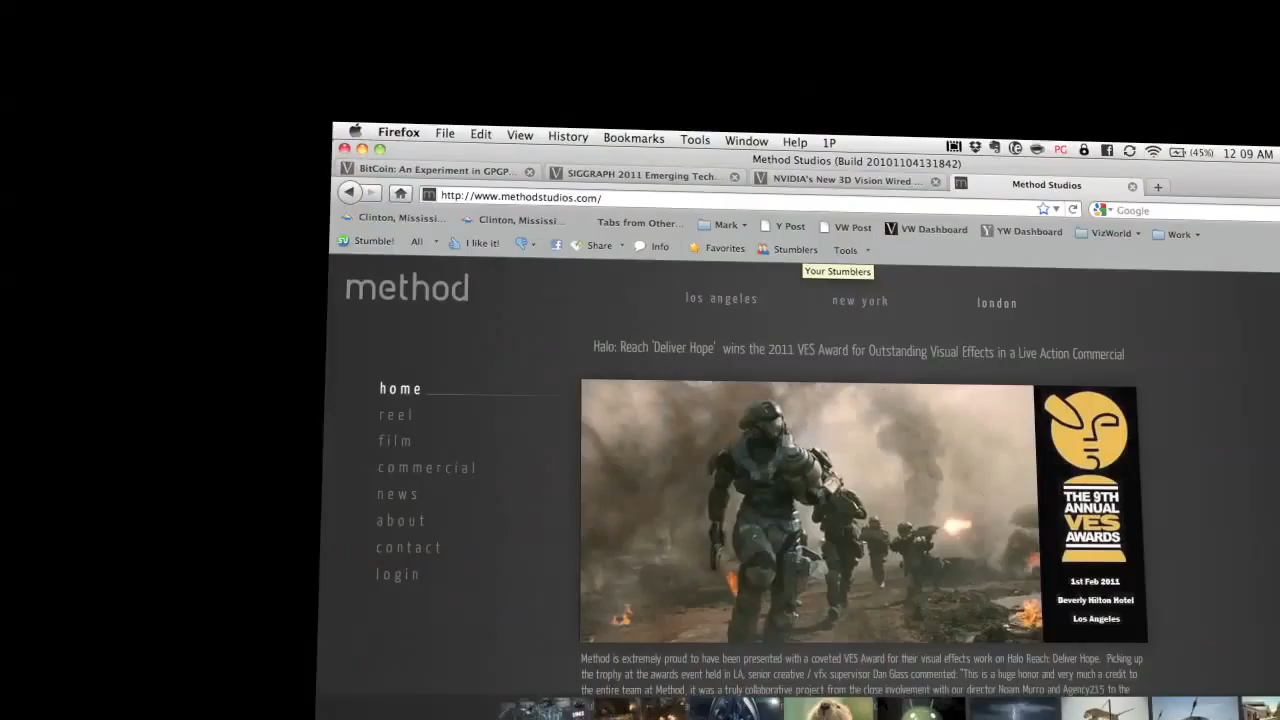 Firefox File Edit View History Bookmarks Tools Window Help 1P PG (45%) 12:09 AM
Method Studios (Build 20101104131842)
BitCoin: An Experiment in GPGP... SIGGRAPH 2011 Emerging Tech... NVIDIA's New 3D Vision Wired ... Method Studios
http://www.methodstudios.com/ Google
Clinton, Mississi... Clinton, Mississi... Tabs from Other... Mark Y Post VW Post VW Dashboard YW Dashboard VizWorld Work
Stumble! All I like it! Share Info Favorites Stumblers Tools
Your Stumblers
method
los angeles new york london
Halo: Reach 'Deliver Hope' wins the 2011 VES Award for Outstanding Visual Effects in a Live Action Commercial
home
reel
film
commercial
news
about
contact
login
THE 9TH
ANNUAL
VES
AWARDS
1st Feb 2011
Beverly Hilton Hotel
Los Angeles
Method is extremely proud to have been presented with a coveted VES Award for their visual effects work on Halo Reach: Deliver Hope. Picking up
the trophy at the awards event held in LA, senior creative / vfx supervisor Dan Glass commented: "This is a huge honor and very much a credit to
the entire team at Method, it was a truly collaborative project from the close involvement with our director Noam Murro and Agency215 to the